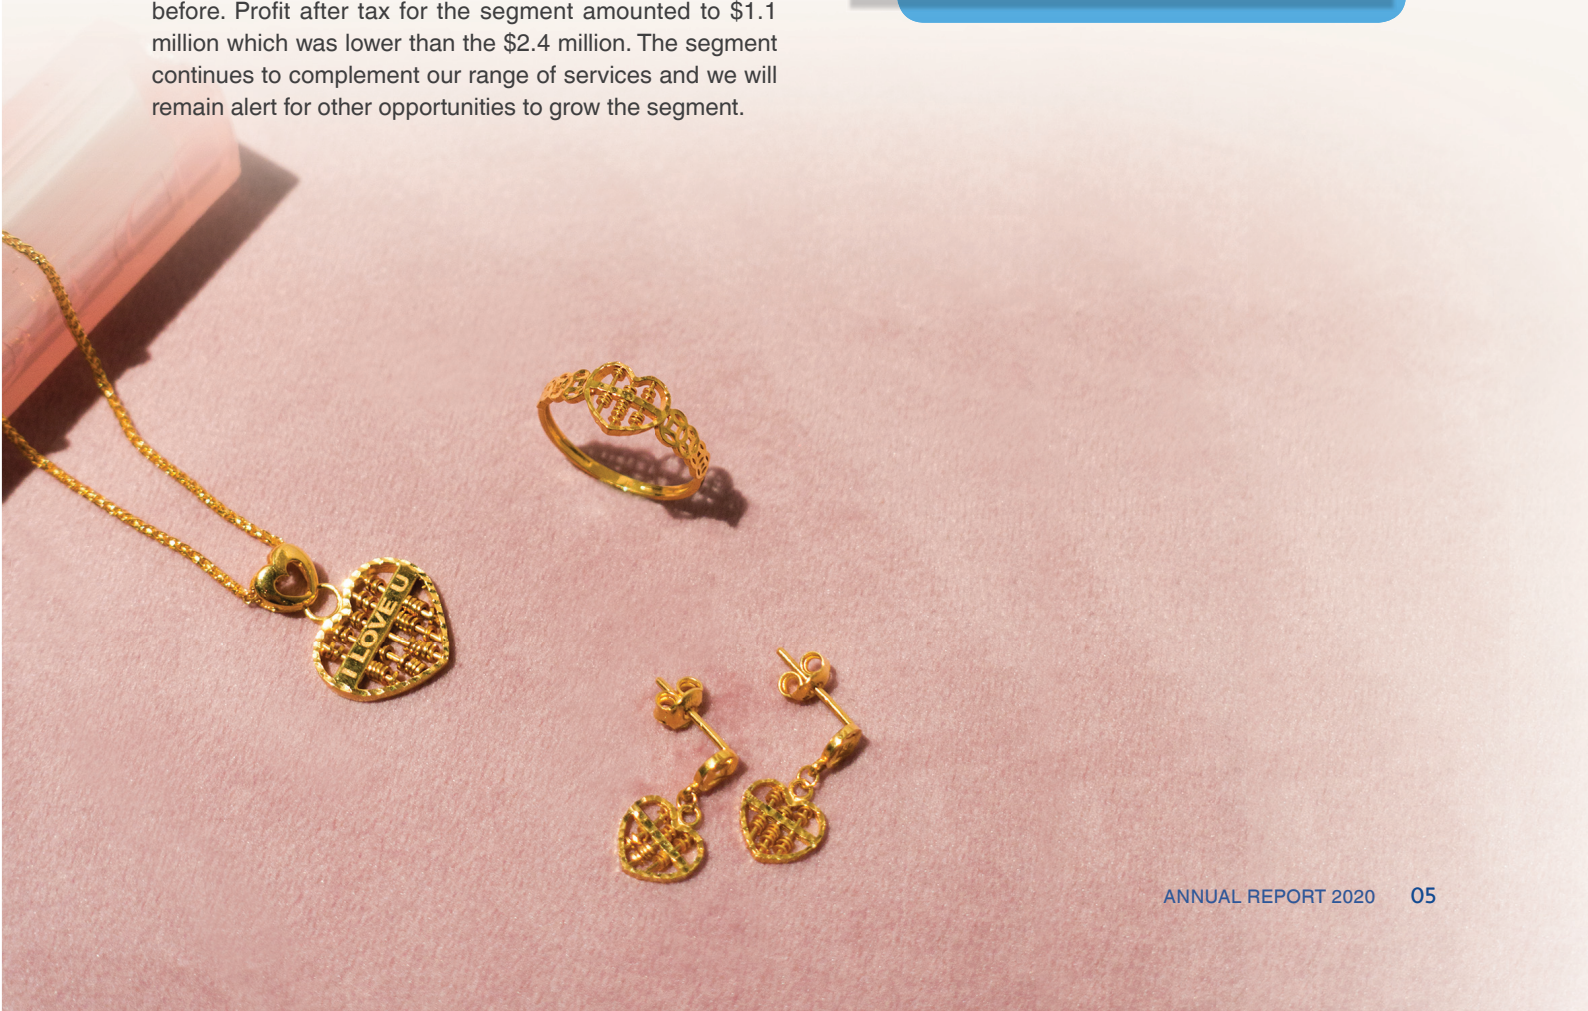 before. Profit after tax for the segment amounted to $1.1
million which was lower than the $2.4 million. The segment
continues to complement our range of services and we will
remain alert for other opportunities to grow the segment.
I LOVE U
ANNUAL REPORT 2020 05